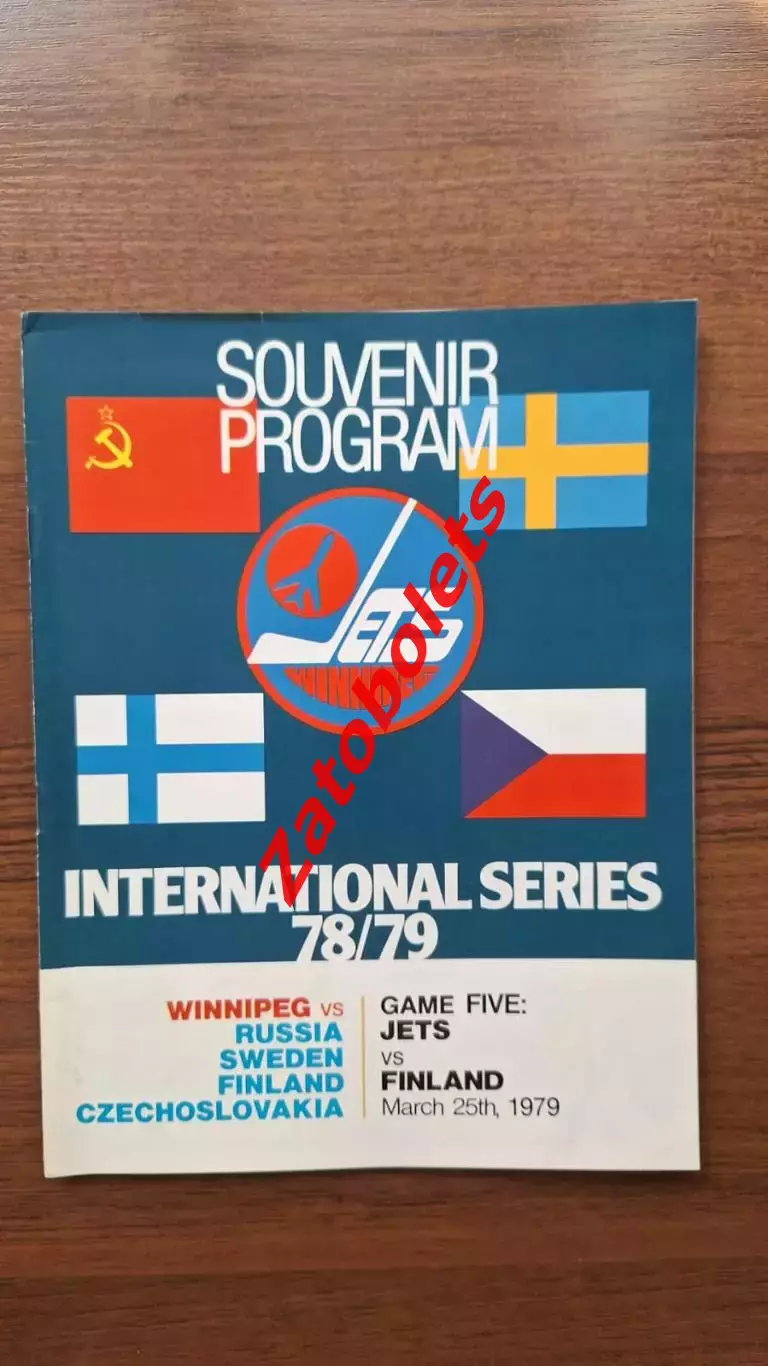 SOUVENIR
PROGRAM
JETS
WINNIPEG
Zatobolets
INTERNATIONAL SERIES
78/79
WINNIPEG vs
RUSSIA
SWEDEN
FINLAND
CZECHOSLOVAKIA
GAME FIVE:
JETS
vs
FINLAND
March 25th, 1979